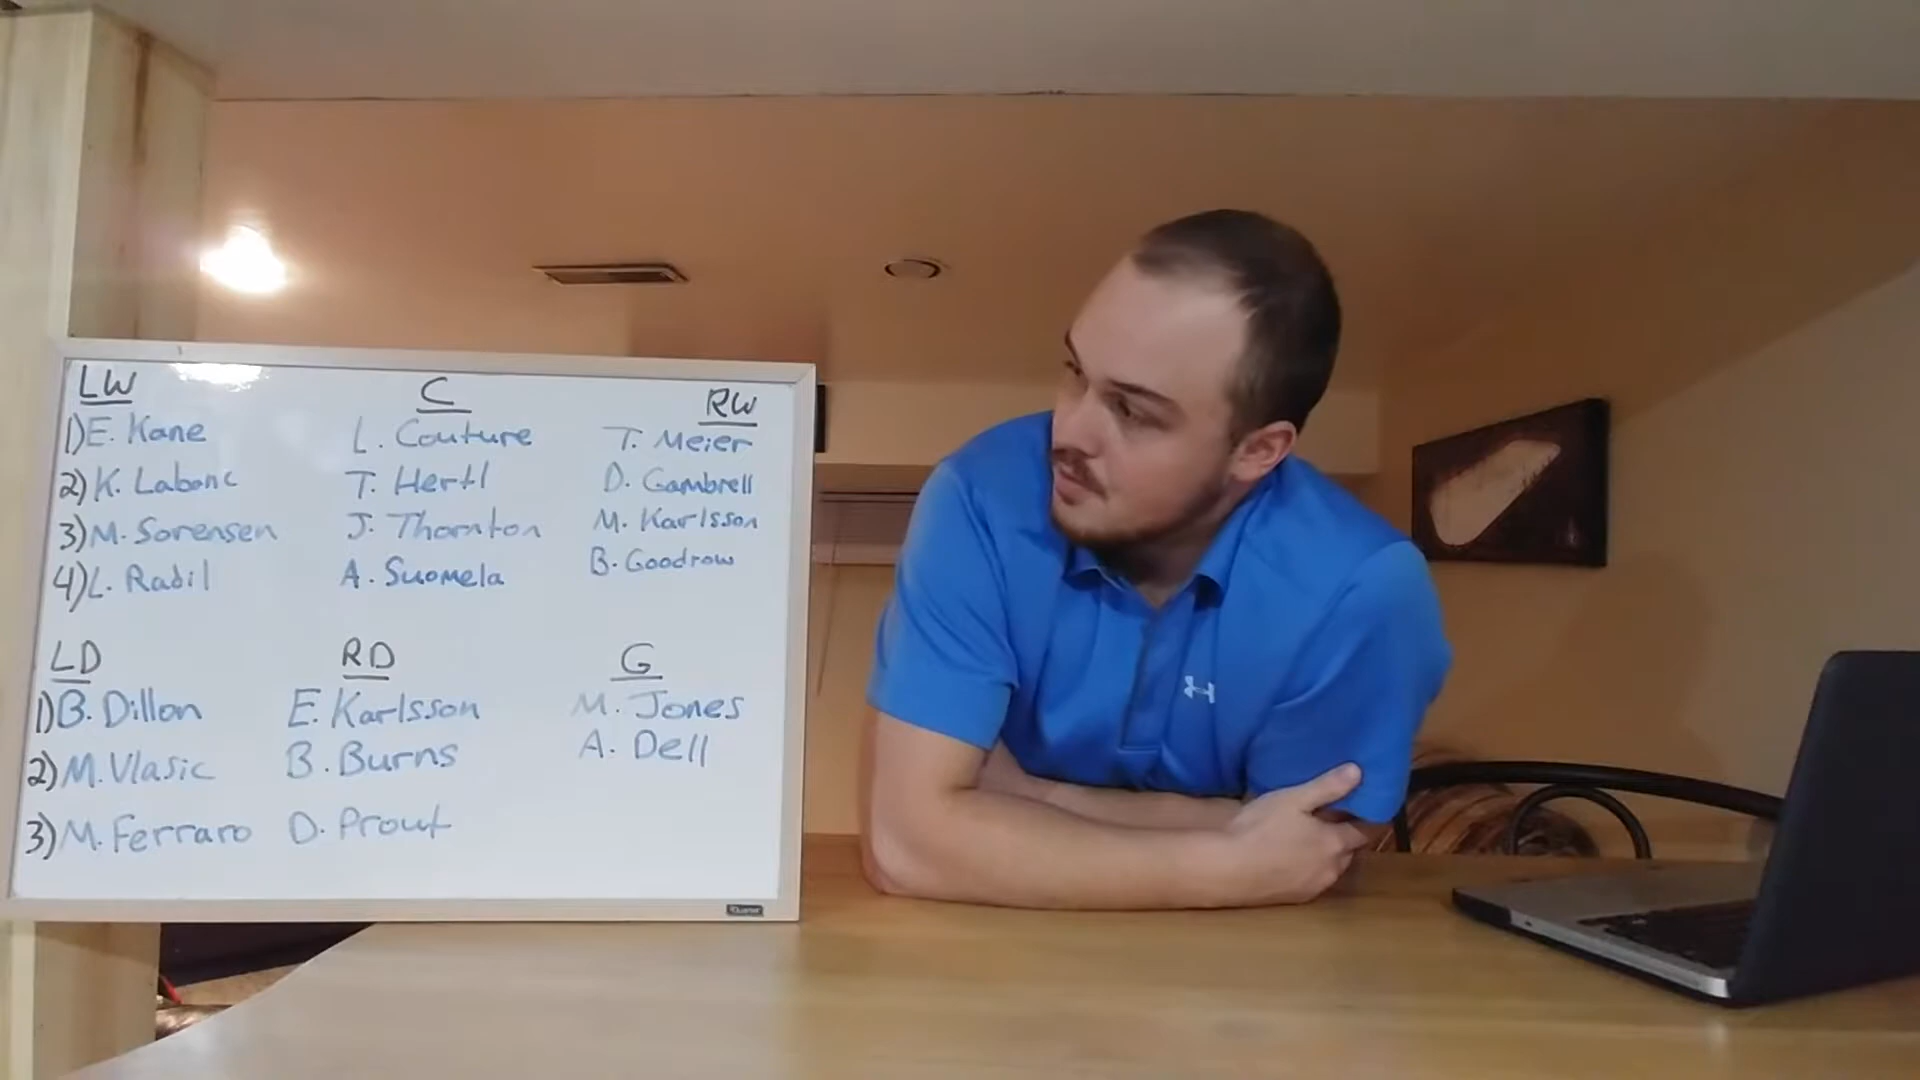 LW C RW
1) E. Kane L. Couture T. Meier
2) K. Labanc T. Hertl D. Gambrell
3) M. Sorensen J. Thornton M. Karlsson
4) L. Radil A. Suomela B. Goodrow
LD RD G
1) B. Dillon E. Karlsson M. Jones
2) M. Vlasic B. Burns A. Dell
3) M. Ferraro D. Prout